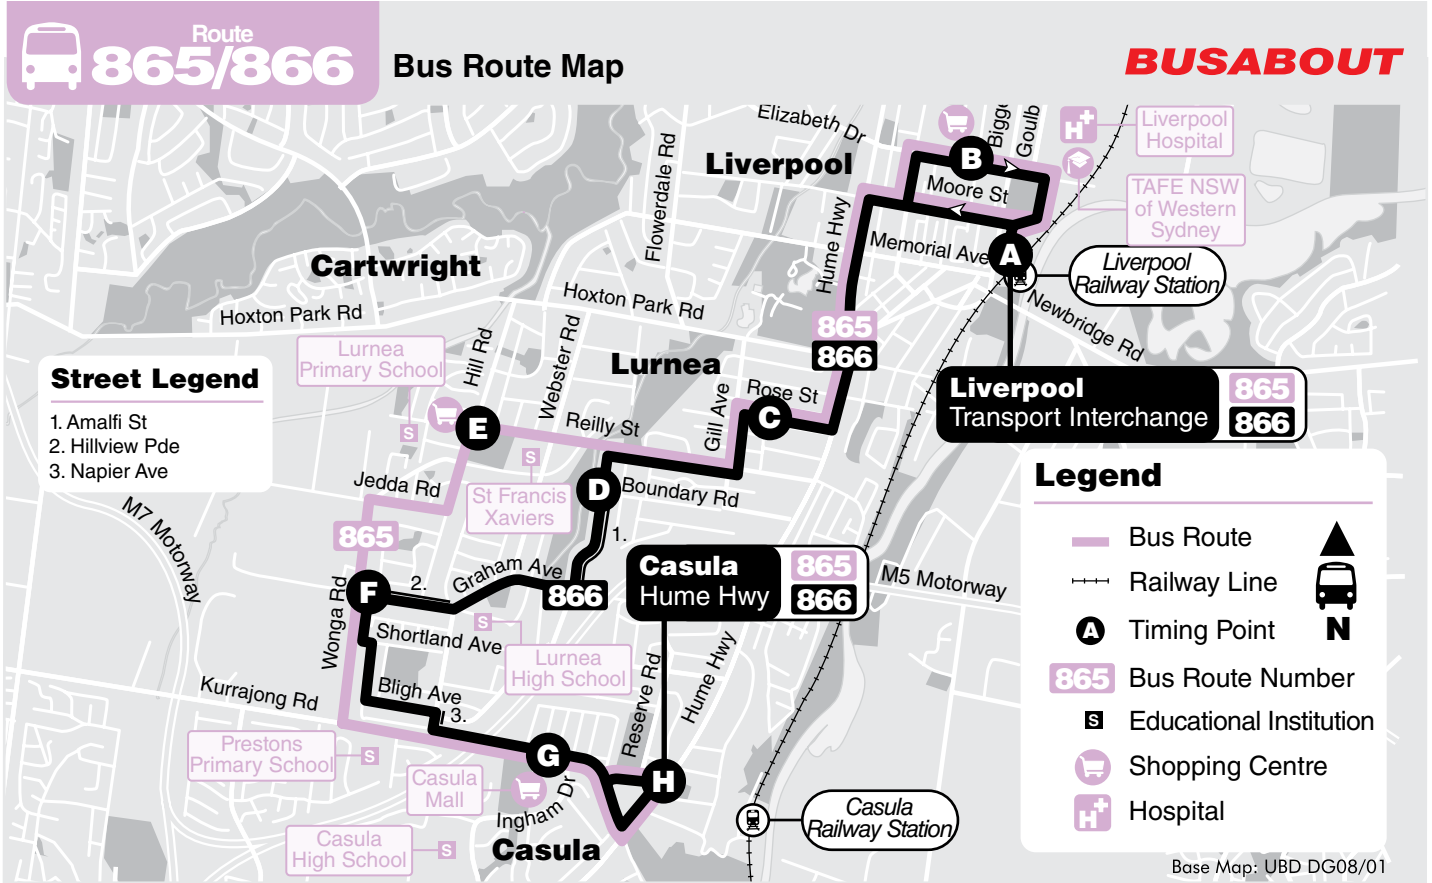 Route
865/866
Bus Route Map
BUSABOUT
Elizabeth Dr
Bigge
Goulb
Liverpool
Hospital
Liverpool
B
Moore St
TAFE NSW
of Western
Sydney
Flowerdale Rd
Hume Hwy
Memorial Ave
A
Liverpool
Railway Station
Cartwright
Hoxton Park Rd
Hoxton Park Rd
Newbridge Rd
865
866
Lurnea
Primary School
Hill Rd
Webster Rd
Lurnea
Street Legend
1. Amalfi St
2. Hillview Pde
3. Napier Ave
Gill Ave
Rose St
C
Liverpool
Transport Interchange
865
866
E
S
Reilly St
S
Jedda Rd
St Francis
Xaviers
D
Boundary Rd
M7 Motorway
865
1.
Casula
Hume Hwy
865
866
M5 Motorway
F
2.
Graham Ave
866
Wonga Rd
S
Shortland Ave
Lurnea
High School
Reserve Rd
Hume Hwy
Kurrajong Rd
Bligh Ave
3.
Prestons
Primary School
S
G
H
Casula
Mall
Ingham Dr
Casula
High School
S
Casula
Casula
Railway Station
Legend
Bus Route
Railway Line
A
Timing Point
N
865
Bus Route Number
S
Educational Institution
Shopping Centre
H
Hospital
Base Map: UBD DG08/01